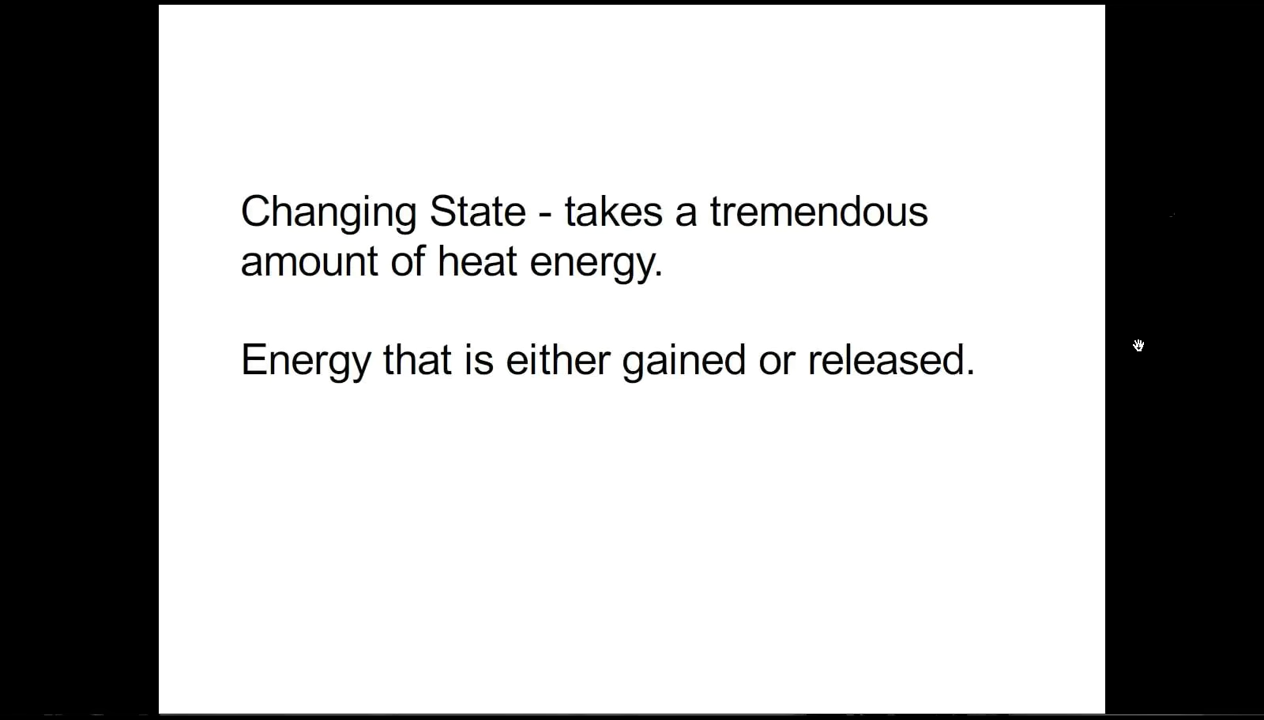 Changing State - takes a tremendous
amount of heat energy.
Energy that is either gained or released.